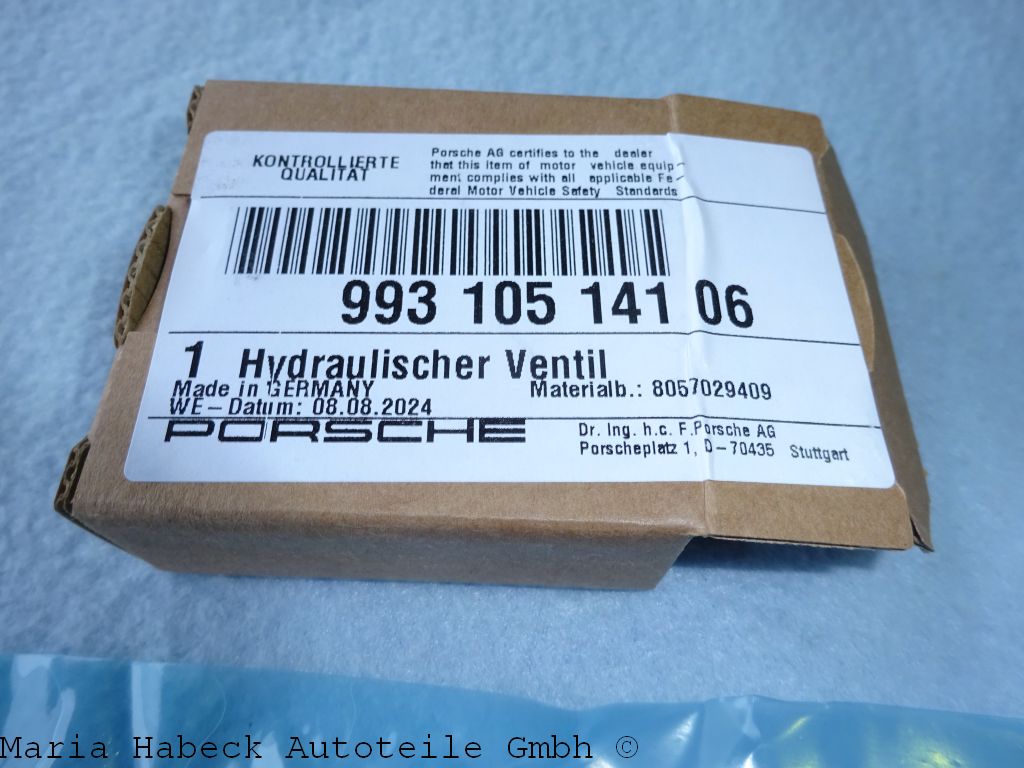 KONTROLLIERTE
QUALITÄT
Porsche AG certifies to the dealer
that this item of motor vehicle equip-
ment complies with all applicable Fe-
deral Motor Vehicle Safety Standards
993 105 141 06
1 Hydraulischer Ventil
Made in GERMANY
Materialb.: 8057029409
WE-Datum: 08.08.2024
PORSCHE
Dr. Ing. h.c. F.Porsche AG
Porscheplatz 1, D-70435 Stuttgart
Maria Habeck Autoteile Gmbh ©